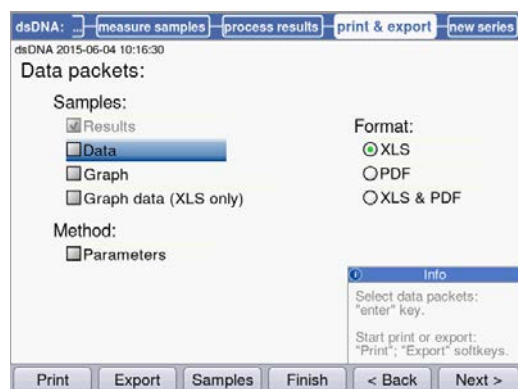 dsDNA: ... measure samples process results print & export new series
dsDNA 2015-06-04 10:16:30
Data packets:
Samples:
Results
Data
Graph
Graph data (XLS only)
Method:
Parameters
Format:
XLS
PDF
XLS & PDF
Info
Select data packets:
"enter" key.
Start print or export:
"Print"; "Export" softkeys.
Print Export Samples Finish < Back Next >